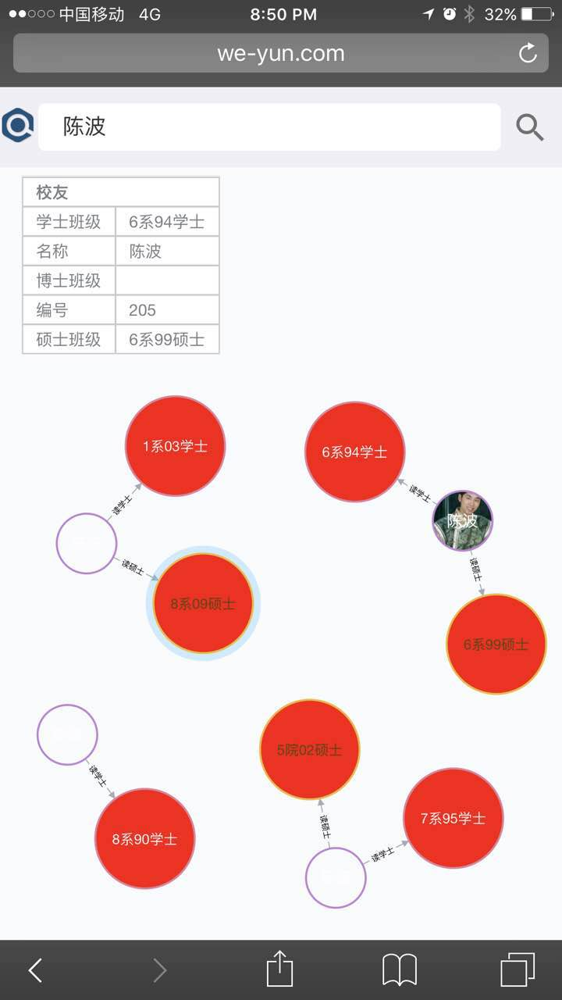 中国移动 4G 8:50 PM 32%
we-yun.com
陈波
校友
学士班级 6系94学士
名称 陈波
博士班级
编号 205
硕士班级 6系99硕士
1系03学士
6系94学士
读学士
读学士
陈波
读硕士
读硕士
8系09硕士
6系99硕士
5院02硕士
读学士
7系95学士
读硕士
8系90学士
读学士